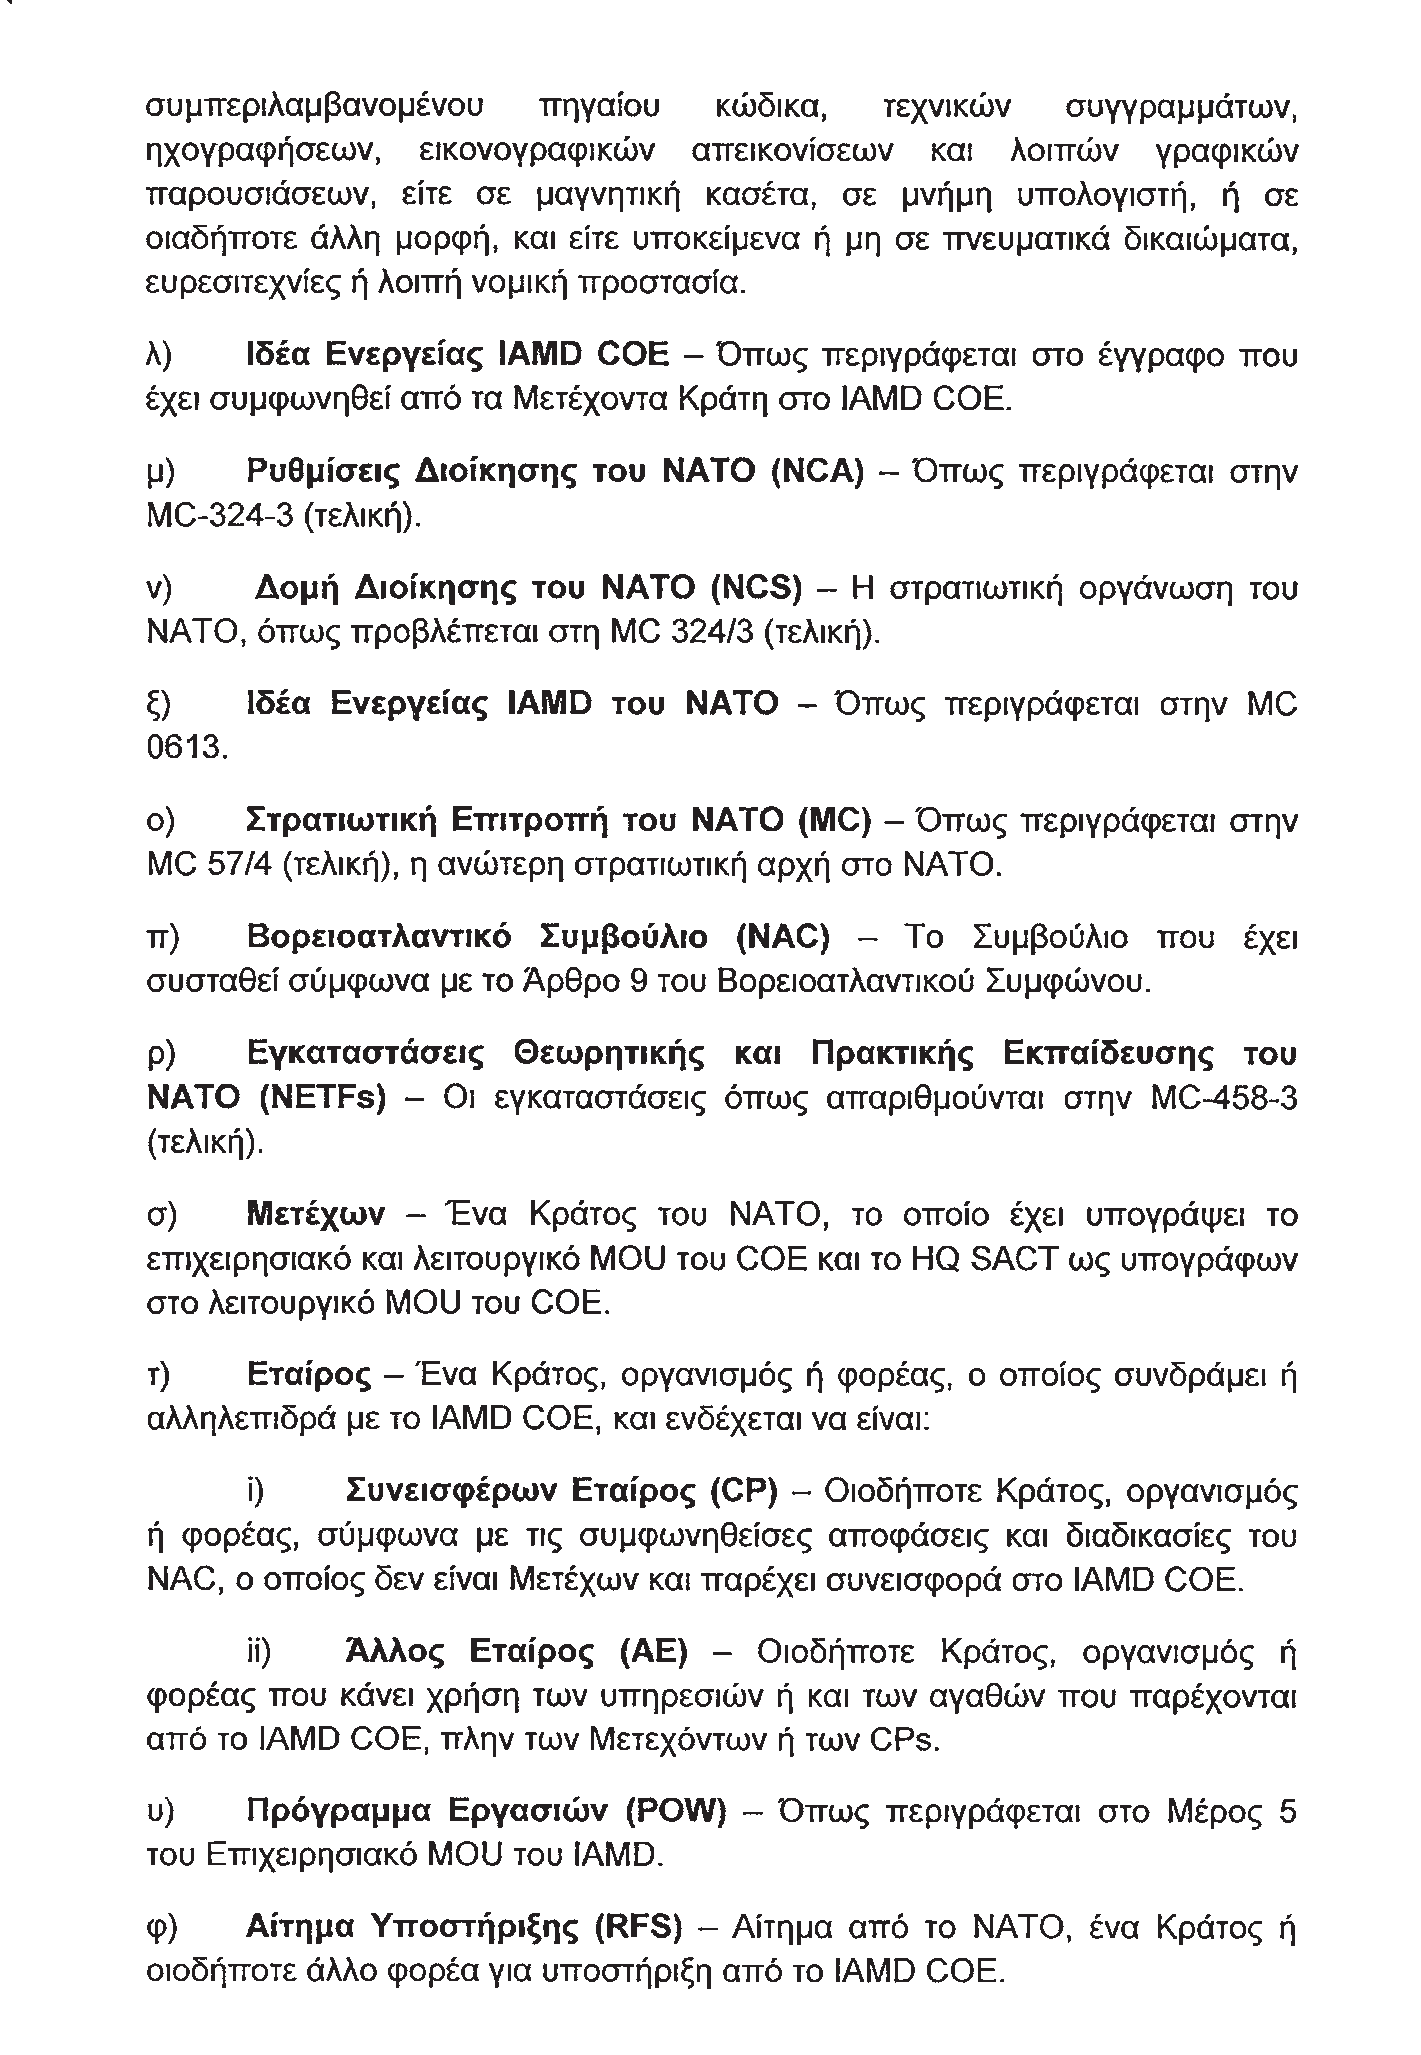 συμπεριλαμβανομένου πηγαίου κώδικα, τεχνικών συγγραμμάτων,
ηχογραφήσεων, εικονογραφικών απεικονίσεων και λοιπών γραφικών
παρουσιάσεων, είτε σε μαγνητική κασέτα, σε μνήμη υπολογιστή, ή σε
οιαδήποτε άλλη μορφή, και είτε υποκείμενα ή μη σε πνευματικά δικαιώματα,
ευρεσιτεχνίες ή λοιπή νομική προστασία.
λ) Ιδέα Ενεργείας IAMD COE – Όπως περιγράφεται στο έγγραφο που
έχει συμφωνηθεί από τα Μετέχοντα Κράτη στο IAMD COE.
μ) Ρυθμίσεις Διοίκησης του ΝΑΤΟ (NCA) – Όπως περιγράφεται στην
MC-324-3 (τελική).
ν) Δομή Διοίκησης του ΝΑΤΟ (NCS) – Η στρατιωτική οργάνωση του
ΝΑΤΟ, όπως προβλέπεται στη MC 324/3 (τελική).
ξ) Ιδέα Ενεργείας IAMD του ΝΑΤΟ – Όπως περιγράφεται στην MC
0613.
ο) Στρατιωτική Επιτροπή του ΝΑΤΟ (MC) – Όπως περιγράφεται στην
MC 57/4 (τελική), η ανώτερη στρατιωτική αρχή στο ΝΑΤΟ.
π) Βορειοατλαντικό Συμβούλιο (NAC) – Το Συμβούλιο που έχει
συσταθεί σύμφωνα με το Άρθρο 9 του Βορειοατλαντικού Συμφώνου.
ρ) Εγκαταστάσεις Θεωρητικής και Πρακτικής Εκπαίδευσης του
ΝΑΤΟ (NETFs) – Οι εγκαταστάσεις όπως απαριθμούνται στην MC-458-3
(τελική).
σ) Μετέχων – Ένα Κράτος του ΝΑΤΟ, το οποίο έχει υπογράψει το
επιχειρησιακό και λειτουργικό MOU του COE και το HQ SACT ως υπογράφων
στο λειτουργικό MOU του COE.
τ) Εταίρος – Ένα Κράτος, οργανισμός ή φορέας, ο οποίος συνδράμει ή
αλληλεπιδρά με το IAMD COE, και ενδέχεται να είναι:
i) Συνεισφέρων Εταίρος (CP) – Οιοδήποτε Κράτος, οργανισμός
ή φορέας, σύμφωνα με τις συμφωνηθείσες αποφάσεις και διαδικασίες του
NAC, ο οποίος δεν είναι Μετέχων και παρέχει συνεισφορά στο IAMD COE.
ii) Άλλος Εταίρος (ΑΕ) – Οιοδήποτε Κράτος, οργανισμός ή
φορέας που κάνει χρήση των υπηρεσιών ή και των αγαθών που παρέχονται
από το IAMD COE, πλην των Μετεχόντων ή των CPs.
υ) Πρόγραμμα Εργασιών (POW) – Όπως περιγράφεται στο Μέρος 5
του Επιχειρησιακό MOU του IAMD.
φ) Αίτημα Υποστήριξης (RFS) – Αίτημα από το ΝΑΤΟ, ένα Κράτος ή
οιοδήποτε άλλο φορέα για υποστήριξη από το IAMD COE.